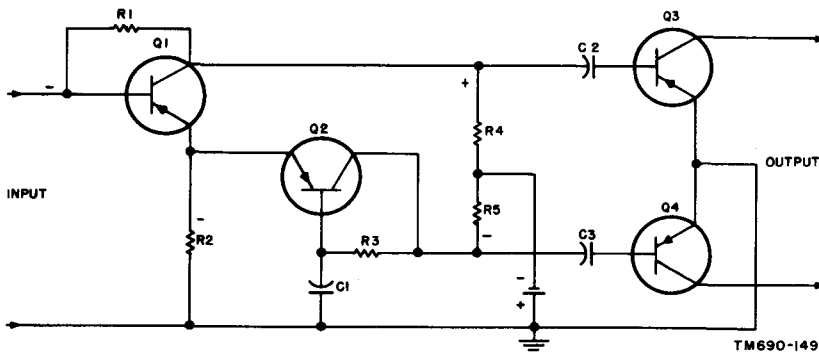 R1
Q1
Q3
C2
-
+
Q2
R4
INPUT
OUTPUT
Q4
-
R2
R5
-
R3
C3
-
+
C1
TM690-149